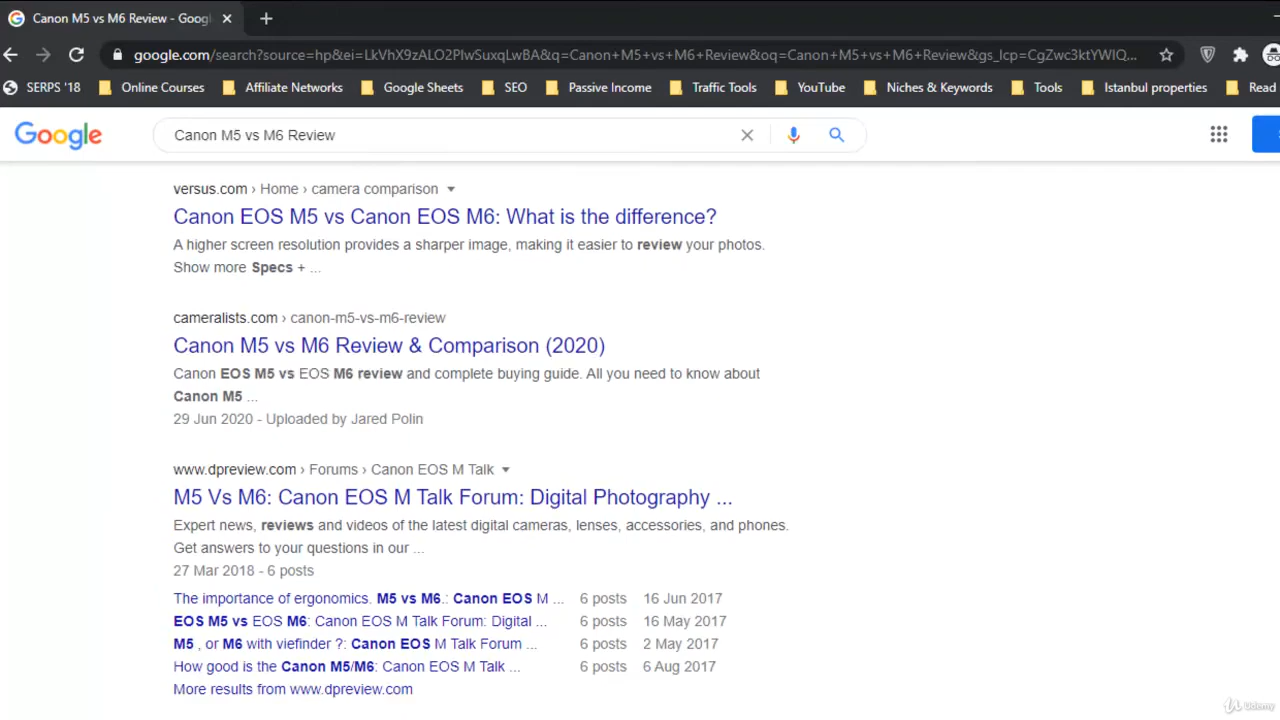 Canon M5 vs M6 Review - Googl
google.com/search?source=hp&ei=LkVhX9zALO2PlwSuxqLwBA&q=Canon+M5+vs+M6+Review&oq=Canon+M5+vs+M6+Review&gs_lcp=CgZwc3ktYWIQ...
SERPS '18 Online Courses Affiliate Networks Google Sheets SEO Passive Income Traffic Tools YouTube Niches & Keywords Tools Istanbul properties Read
Google
Canon M5 vs M6 Review
versus.com › Home › camera comparison
Canon EOS M5 vs Canon EOS M6: What is the difference?
A higher screen resolution provides a sharper image, making it easier to review your photos.
Show more Specs + ...
cameralists.com › canon-m5-vs-m6-review
Canon M5 vs M6 Review & Comparison (2020)
Canon EOS M5 vs EOS M6 review and complete buying guide. All you need to know about
Canon M5 ...
29 Jun 2020 - Uploaded by Jared Polin
www.dpreview.com › Forums › Canon EOS M Talk
M5 Vs M6: Canon EOS M Talk Forum: Digital Photography ...
Expert news, reviews and videos of the latest digital cameras, lenses, accessories, and phones.
Get answers to your questions in our ...
27 Mar 2018 - 6 posts
The importance of ergonomics. M5 vs M6.: Canon EOS M ... 6 posts 16 Jun 2017
EOS M5 vs EOS M6: Canon EOS M Talk Forum: Digital ... 6 posts 16 May 2017
M5 , or M6 with viefinder ?: Canon EOS M Talk Forum ... 6 posts 2 May 2017
How good is the Canon M5/M6: Canon EOS M Talk ... 6 posts 6 Aug 2017
More results from www.dpreview.com
Udemy